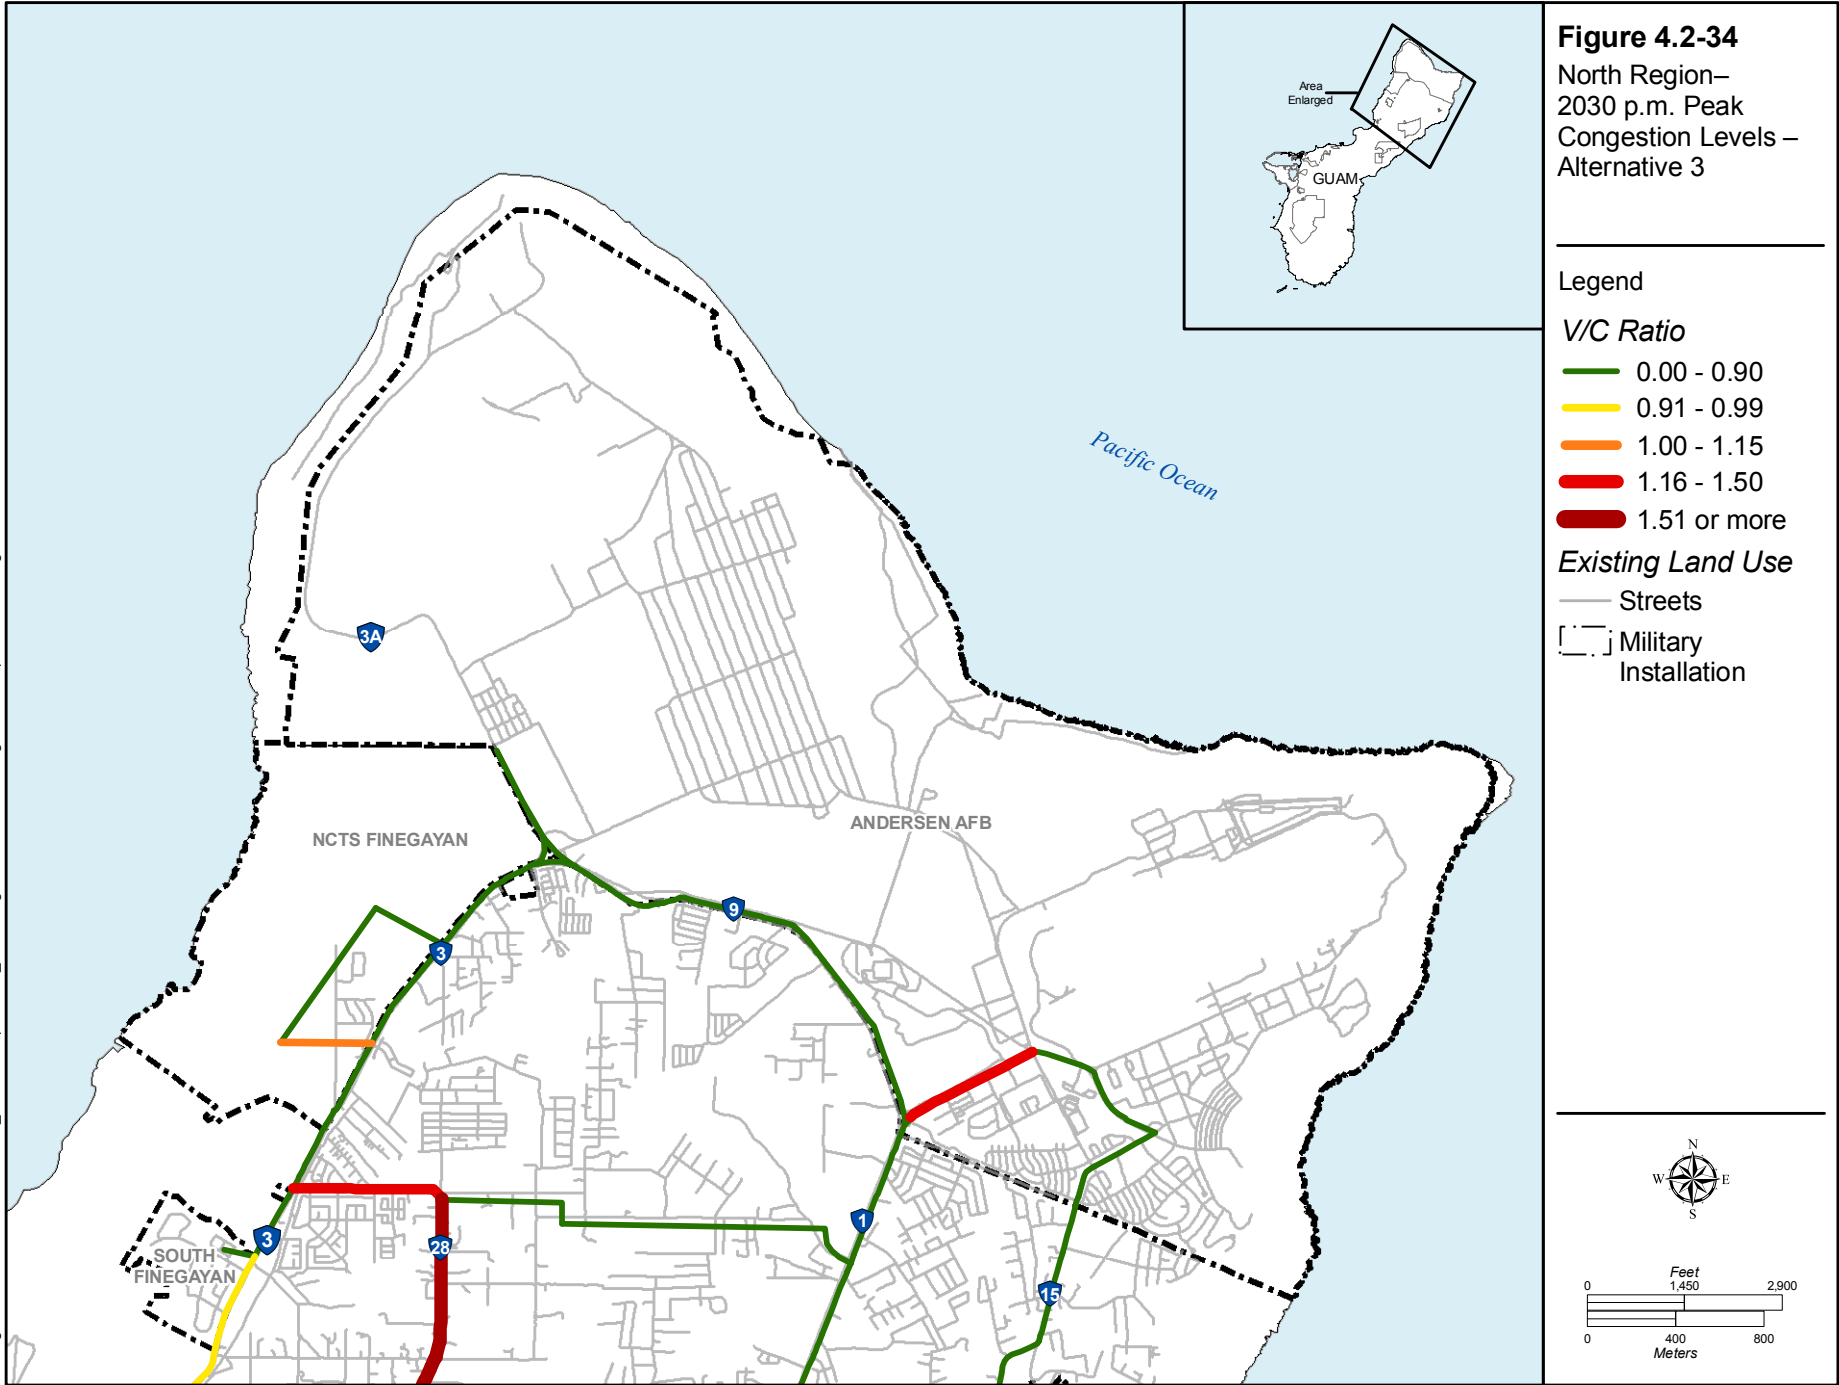 Figure 4.2-34
North Region–
2030 p.m. Peak
Congestion Levels –
Alternative 3
Legend
V/C Ratio
0.00 - 0.90
0.91 - 0.99
1.00 - 1.15
1.16 - 1.50
1.51 or more
Existing Land Use
Streets
Military
Installation
Area
Enlarged
GUAM
Pacific Ocean
3A
NCTS FINEGAYAN
ANDERSEN AFB
9
3
3
SOUTH
FINEGAYAN
28
1
15
N
W E
S
Feet
0 1,450 2,900
0 400 800
Meters